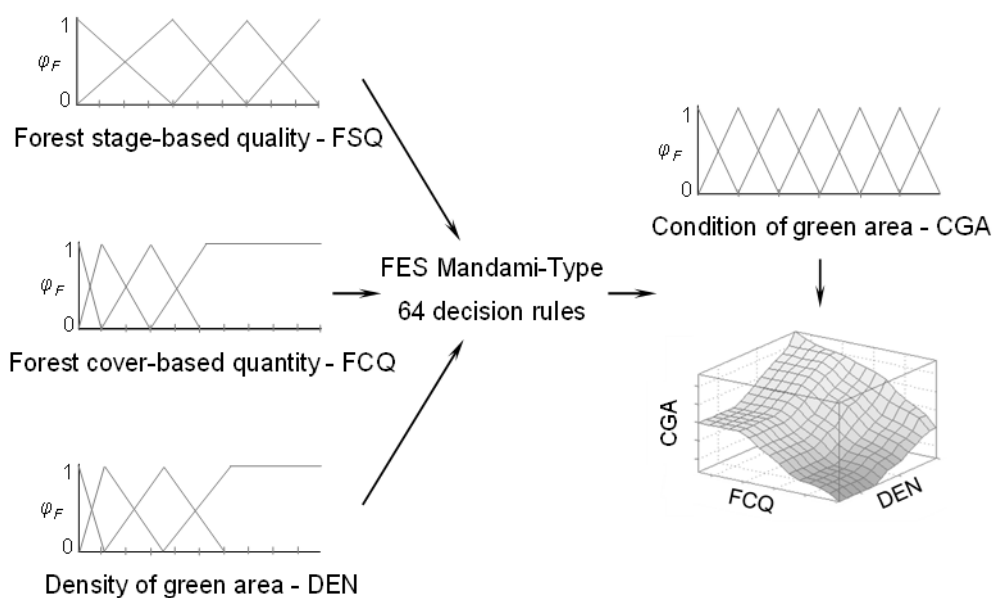 1
φF
0
Forest stage-based quality - FSQ
1
φF
0
Forest cover-based quantity - FCQ
1
φF
0
Density of green area - DEN
FES Mandami-Type
64 decision rules
1
φF
0
Condition of green area - CGA
CGA
FCQ
DEN